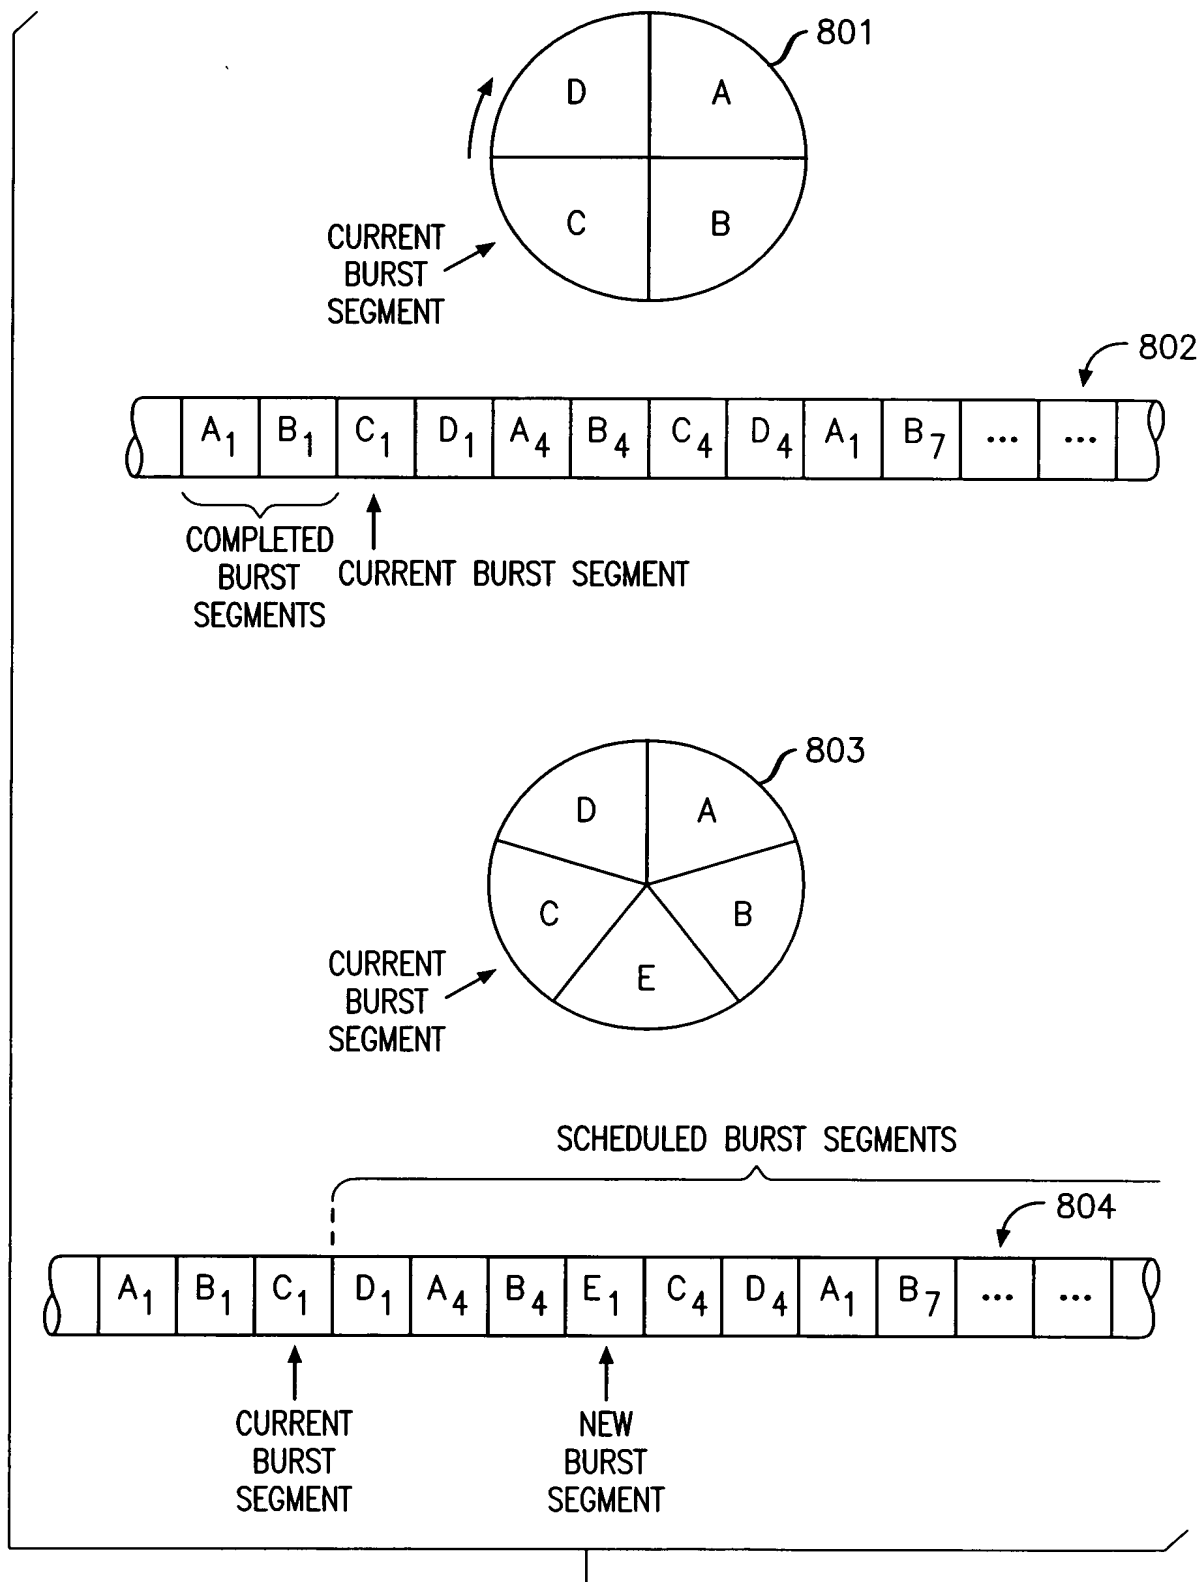 801
D A
C B
CURRENT
BURST
SEGMENT
802
A1 B1 C1 D1 A4 B4 C4 D4 A1 B7 ... ...
COMPLETED
BURST
SEGMENTS
CURRENT BURST SEGMENT
803
D A
C B
E
CURRENT
BURST
SEGMENT
SCHEDULED BURST SEGMENTS
804
A1 B1 C1 D1 A4 B4 E1 C4 D4 A1 B7 ... ...
CURRENT
BURST
SEGMENT
NEW
BURST
SEGMENT